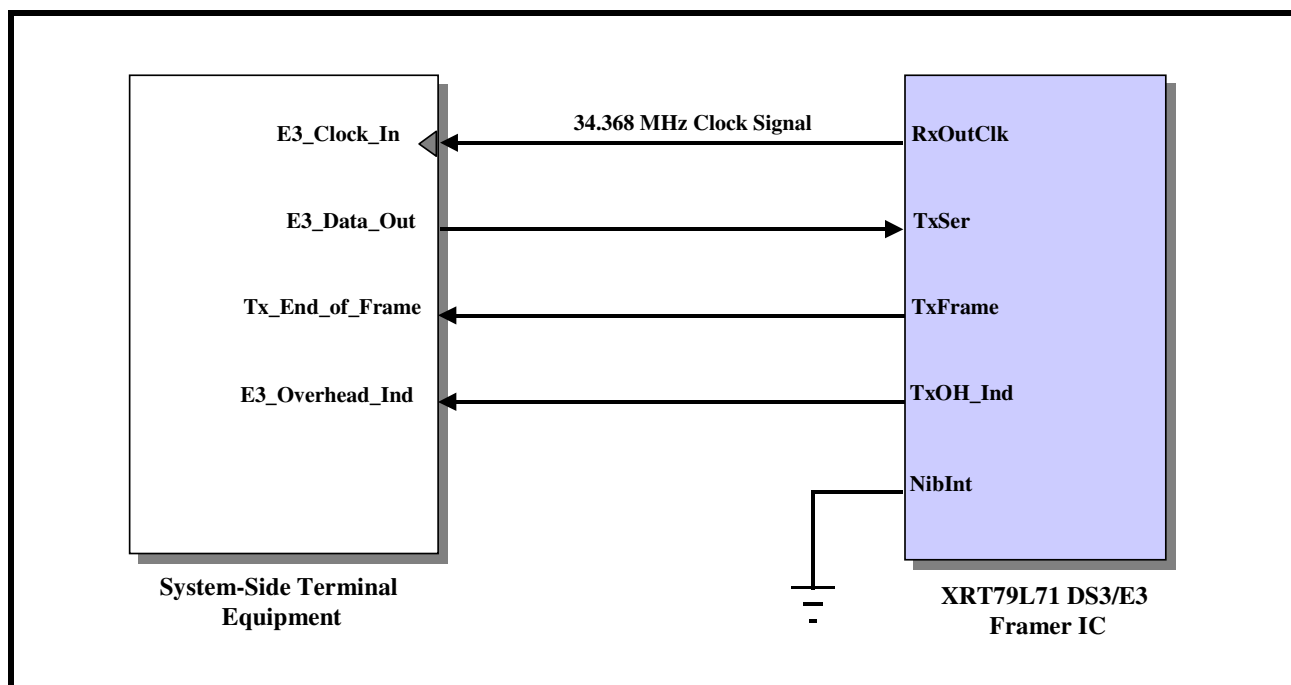 34.368 MHz Clock Signal
E3_Clock_In
RxOutClk
E3_Data_Out
TxSer
Tx_End_of_Frame
TxFrame
E3_Overhead_Ind
TxOH_Ind
NibInt
System-Side Terminal
Equipment
XRT79L71 DS3/E3
Framer IC